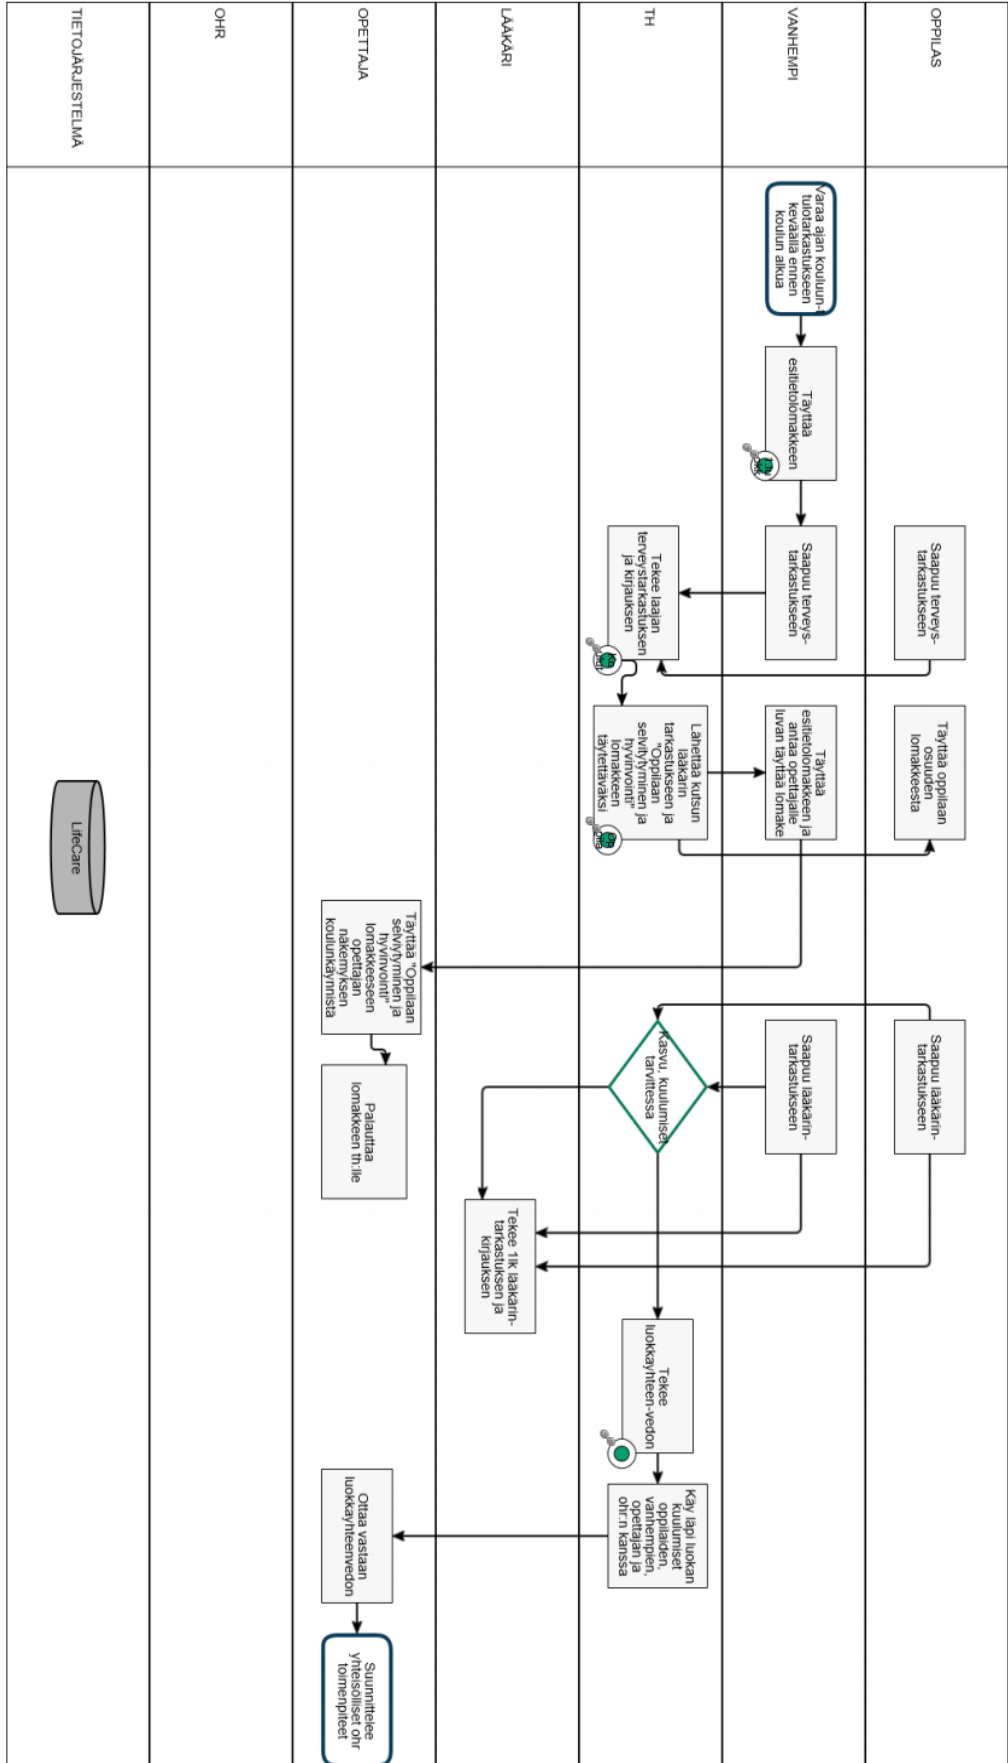 OPPILAS
VANHEMPI
TH
LÄÄKÄRI
OPETTAJA
OHR
TIETOJÄRJESTELMÄ
Varaa ajan kouluun-t
tulotarkastukseen
keväällä ennen
koulun alkua
Täyttää
esitietolomakkeen
Saapuu terveys-
tarkastukseen
Saapuu terveys-
tarkastukseen
Tekee laajan
terveystarkastuksen
ja kirjauksen
Täyttää oppilaan
osuuden
lomakkeesta
Täyttää
esitietolomakkeen ja
antaa opettajalle
luvan täyttää lomake
Lähettää kutsun
lääkärin
tarkastukseen ja
"Oppilaan
selvitytyminen ja
hyvinvointi"
lomakkeen
täytettäväksi
LifeCare
Täyttää "Oppilaan
selviytyminen ja
hyvinvointi"
lomakkeeseen
opettajan
näkemyksen
koulunkäynnistä
Palauttaa
lomakkeen th:lle
Saapuu lääkärin-
tarkastukseen
Saapuu lääkärin-
tarkastukseen
Kasvu, kuulumiset
tarvittessa
Tekee 1lk lääkärin-
tarkastuksen ja
kirjauksen
Tekee
luokkayhteen-vedon
Käy läpi luokan
kuulumiset
oppilaiden,
vanhempien,
opettajan ja
ohr:n kanssa
Ottaa vastaan
luokkayhteenvedon
Suunnittelee
yhteisölliset ohr
toimenpiteet